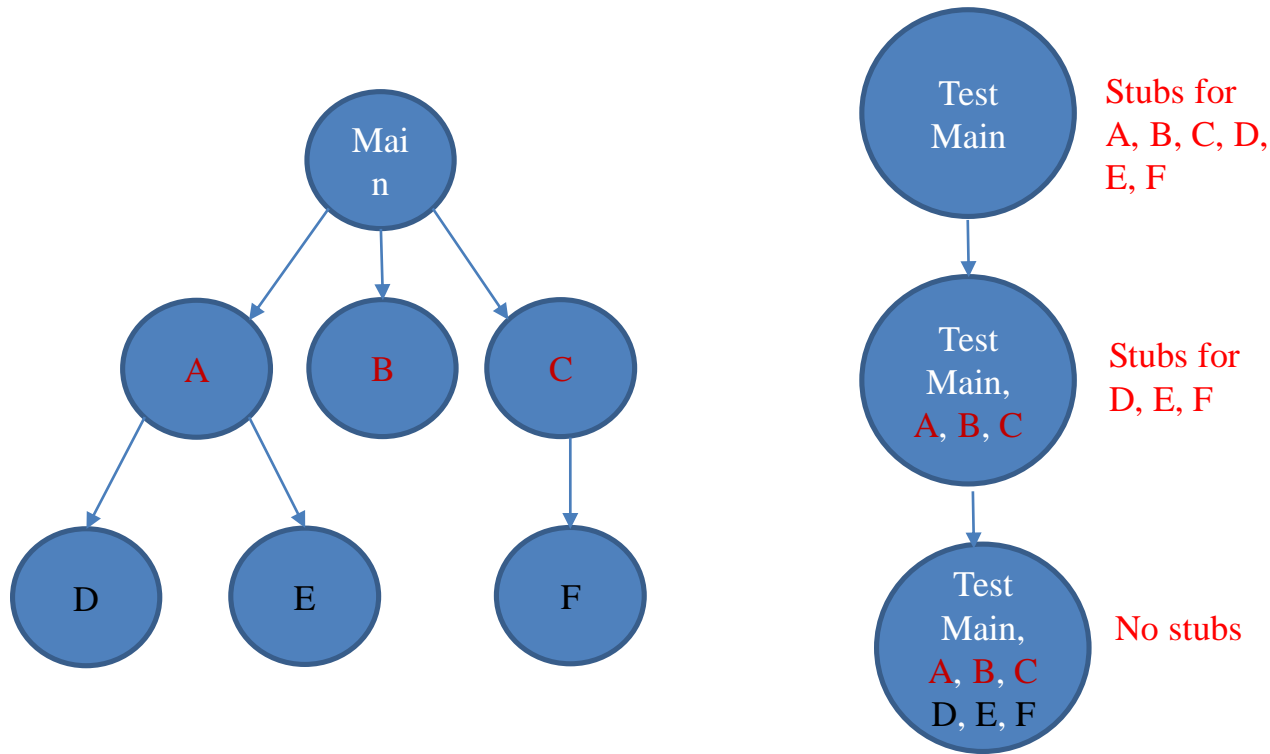 Mai
n
A
B
C
D
E
F
Test
Main
Stubs for
A, B, C, D,
E, F
Test
Main,
A, B, C
Stubs for
D, E, F
Test
Main,
A, B, C
D, E, F
No stubs